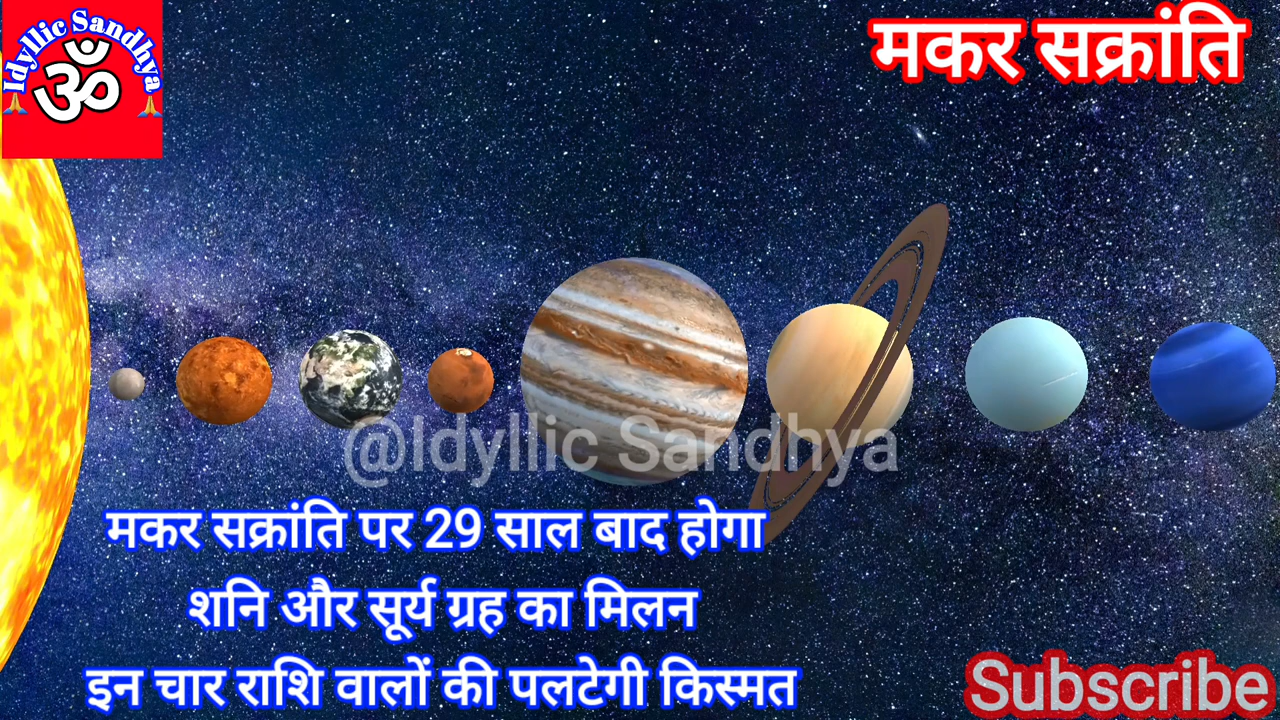 Idyllic Sandhya
ॐ
मकर सक्रांति
@Idyllic Sandhya
मकर सक्रांति पर 29 साल बाद होगा
शनि और सूर्य ग्रह का मिलन
इन चार राशि वालों की पलटेगी किस्मत
Subscribe